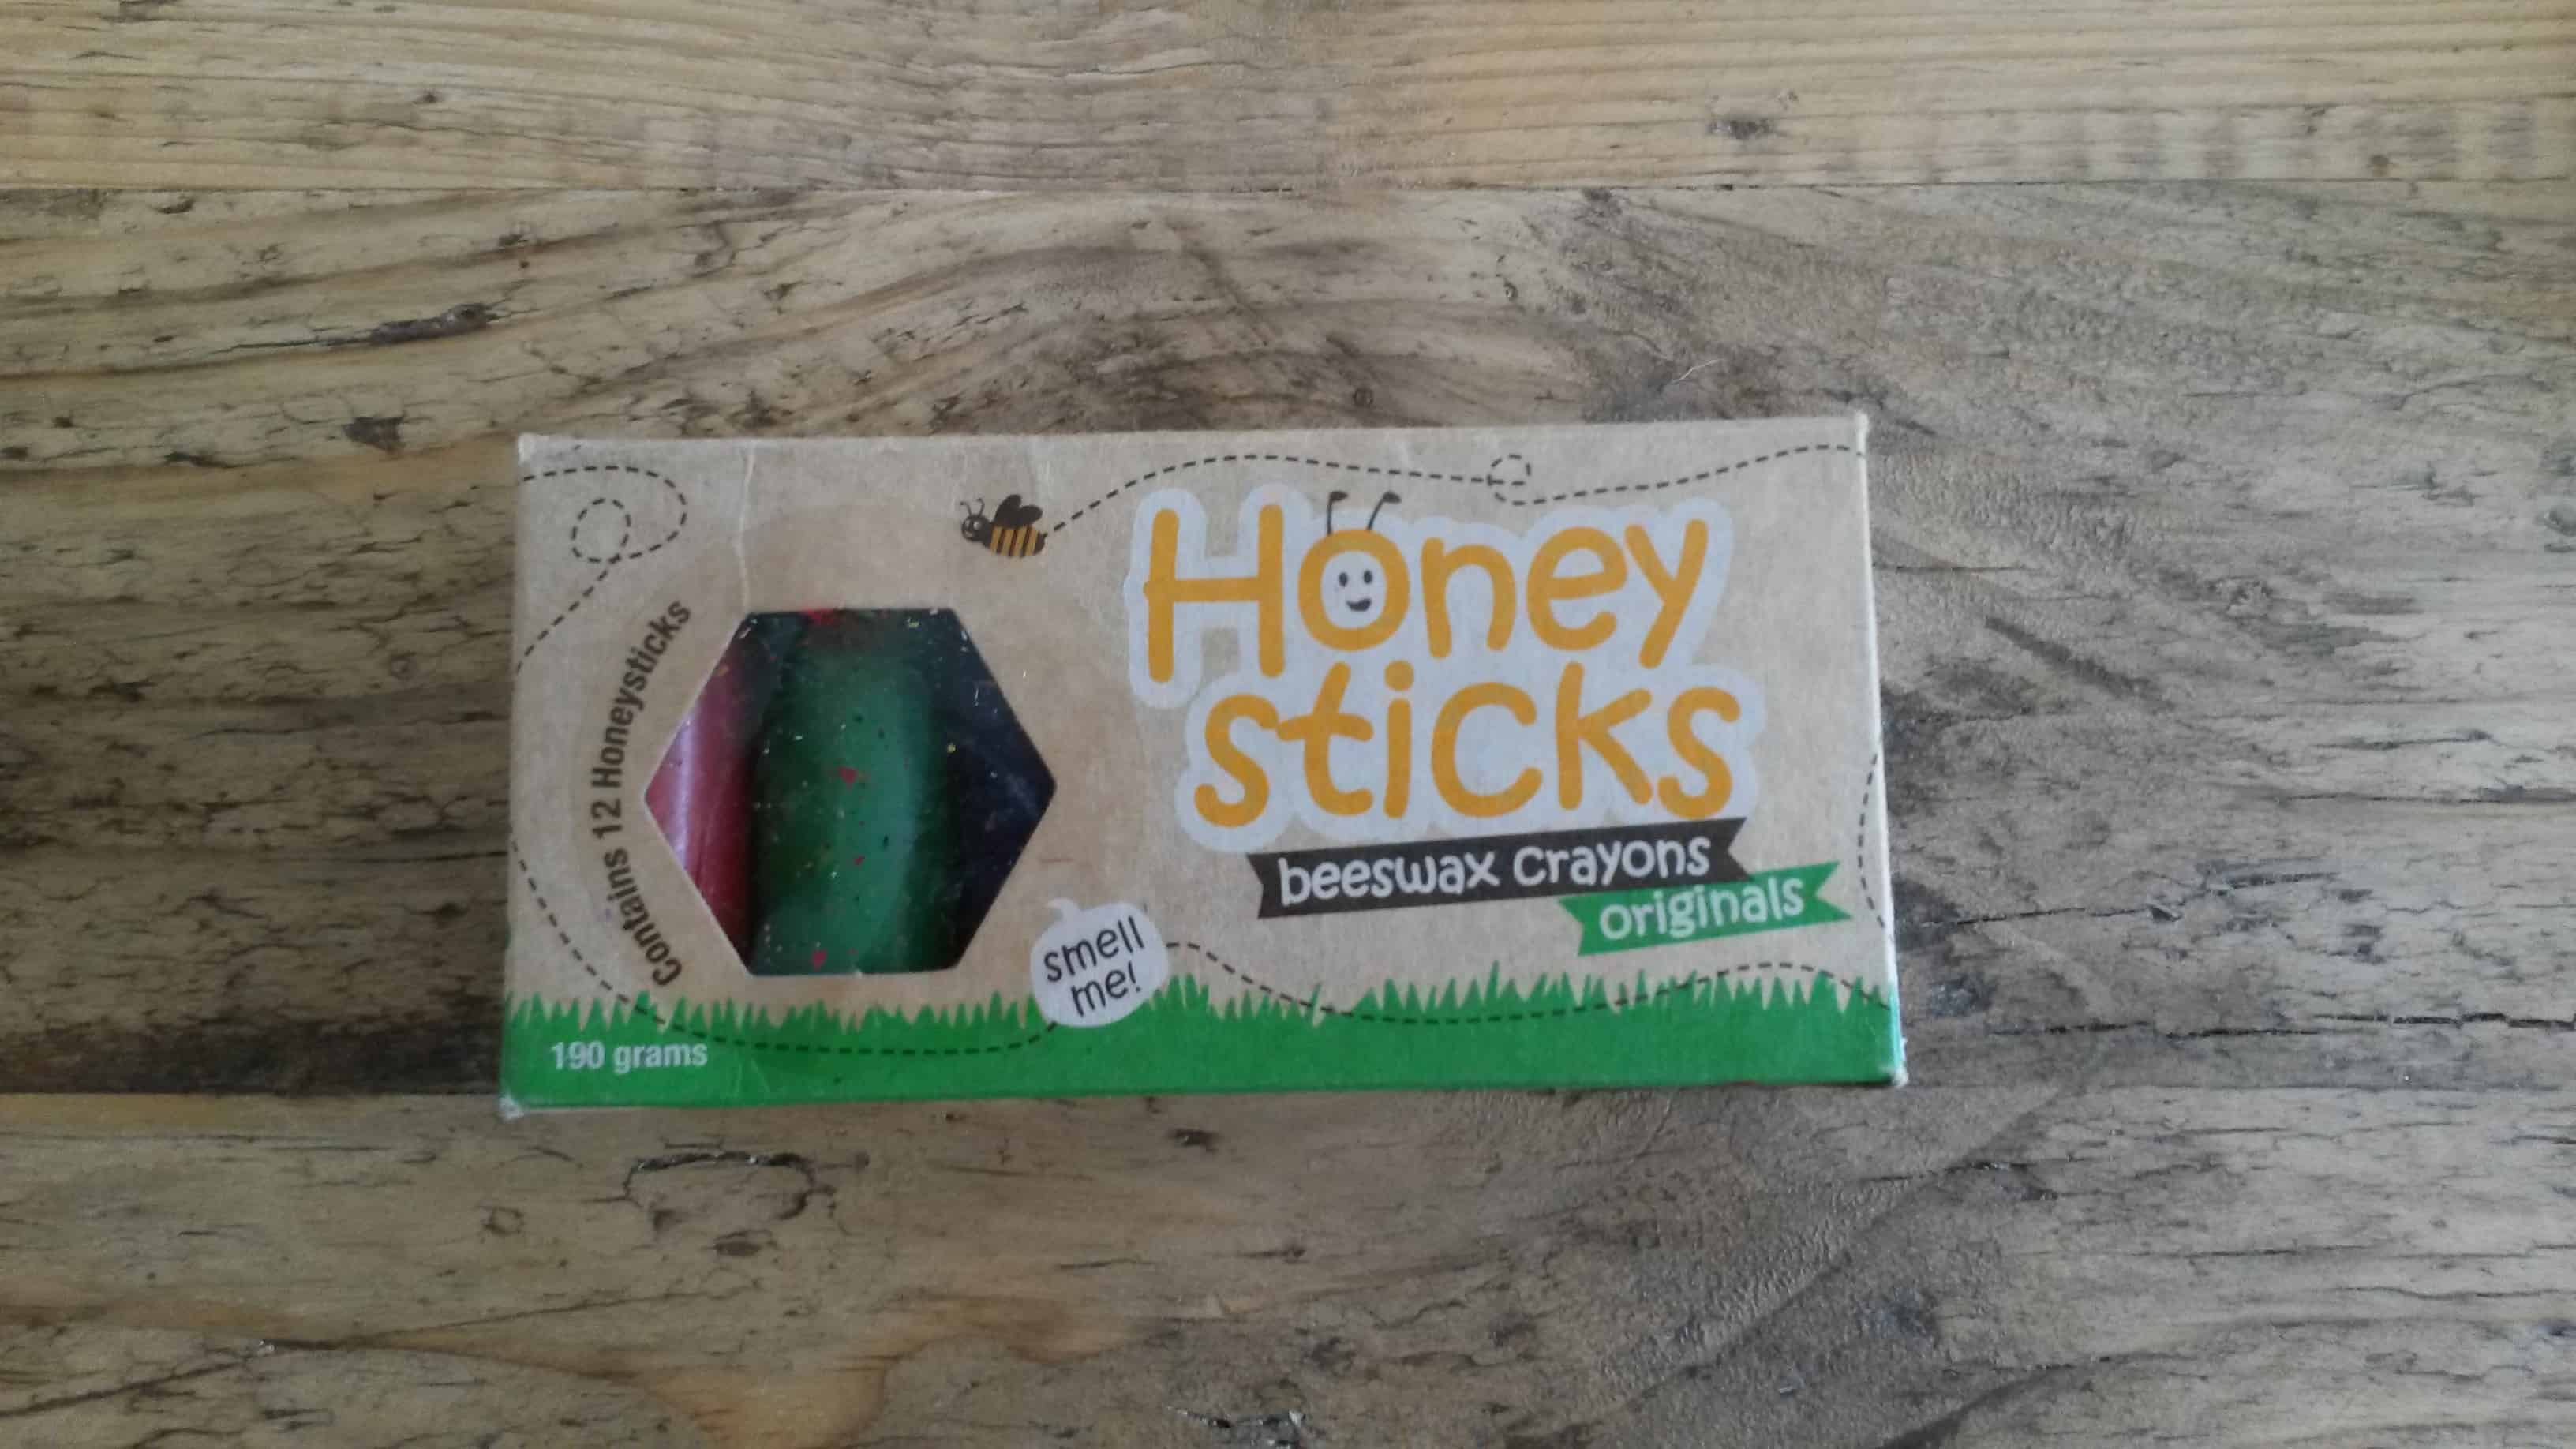 Honey
sticks
beeswax crayons
originals
Contains 12 Honeysticks
smell
me!
190 grams